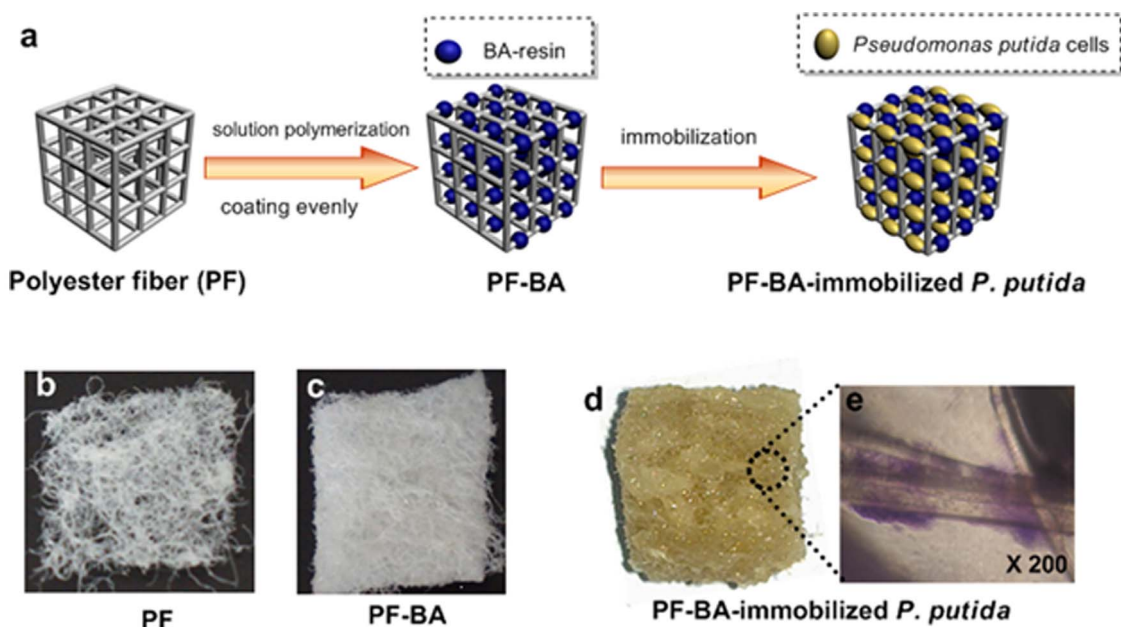 a
BA-resin
Pseudomonas putida cells
solution polymerization
coating evenly
immobilization
Polyester fiber (PF)
PF-BA
PF-BA-immobilized P. putida
b
c
d
e
X 200
PF
PF-BA
PF-BA-immobilized P. putida